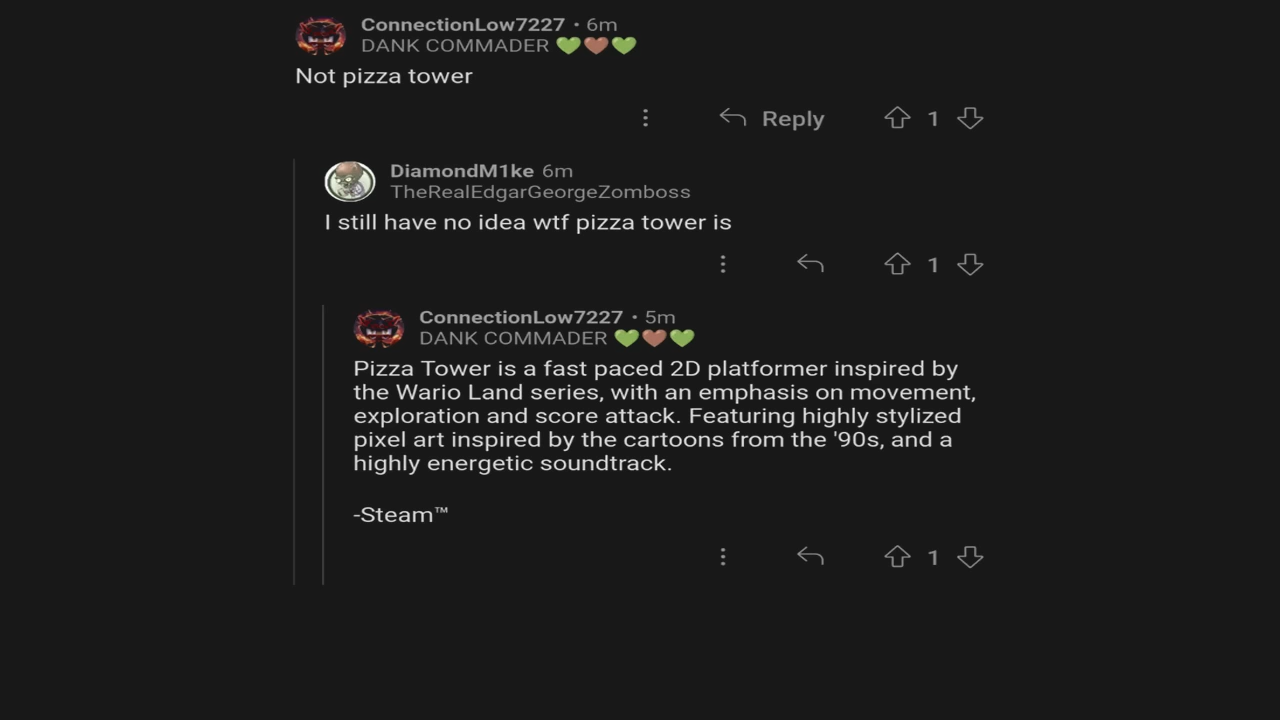 ConnectionLow7227 • 6m
DANK COMMADER 💚🤎💚
Not pizza tower
Reply 1
DiamondM1ke 6m
TheRealEdgarGeorgeZomboss
I still have no idea wtf pizza tower is
1
ConnectionLow7227 • 5m
DANK COMMADER 💚🤎💚
Pizza Tower is a fast paced 2D platformer inspired by
the Wario Land series, with an emphasis on movement,
exploration and score attack. Featuring highly stylized
pixel art inspired by the cartoons from the '90s, and a
highly energetic soundtrack.
-Steam™
1